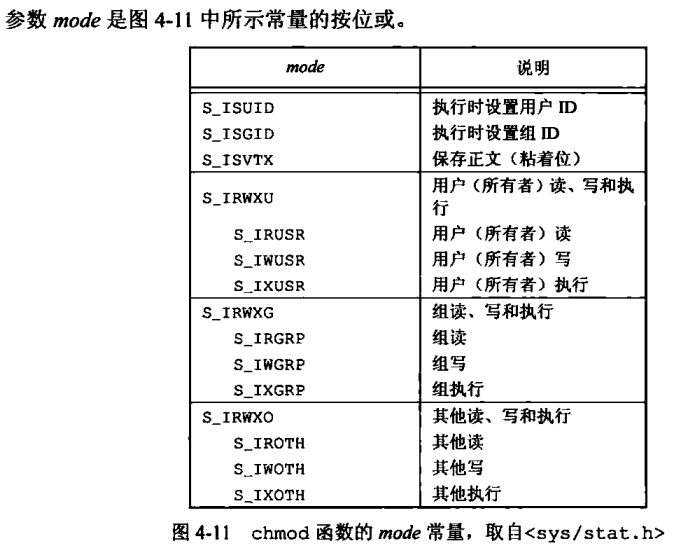 参数 mode 是图 4-11 中所示常量的按位或。
mode 说明
S_ISUID 执行时设置用户 ID
S_ISGID 执行时设置组 ID
S_ISVTX 保存正文（粘着位）
S_IRWXU 用户（所有者）读、写和执
行
S_IRUSR 用户（所有者）读
S_IWUSR 用户（所有者）写
S_IXUSR 用户（所有者）执行
S_IRWXG 组读、写和执行
S_IRGRP 组读
S_IWGRP 组写
S_IXGRP 组执行
S_IRWXO 其他读、写和执行
S_IROTH 其他读
S_IWOTH 其他写
S_IXOTH 其他执行
图 4-11 chmod 函数的 mode 常量，取自<sys/stat.h>